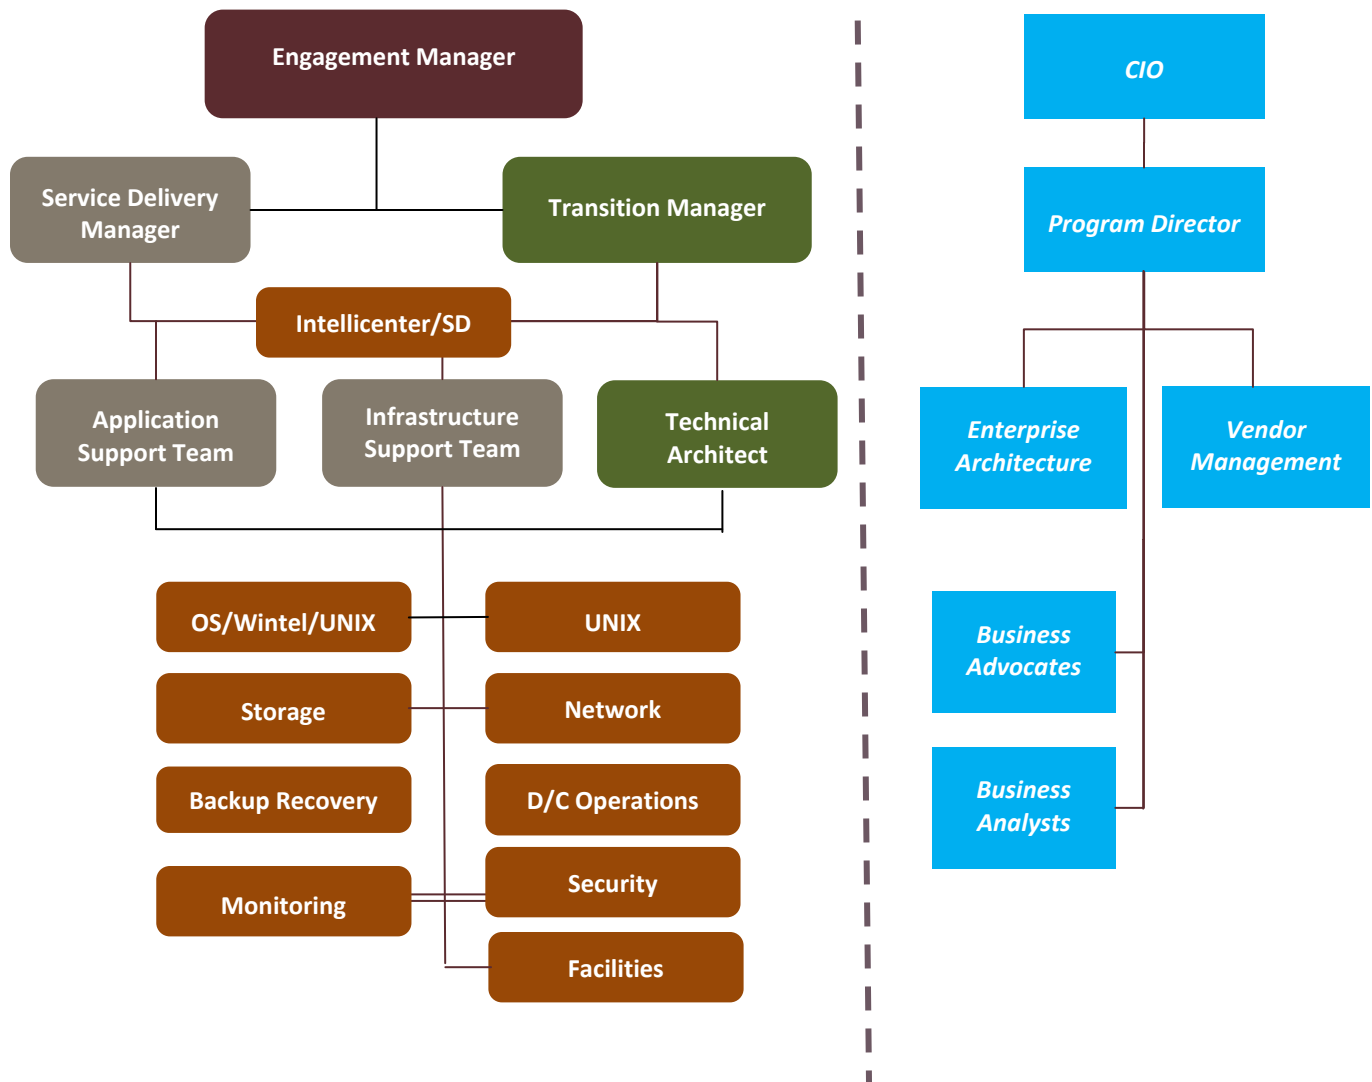 Engagement Manager
Service Delivery
Manager
Transition Manager
Intellicenter/SD
Application
Support Team
Infrastructure
Support Team
Technical
Architect
OS/Wintel/UNIX
UNIX
Storage
Network
Backup Recovery
D/C Operations
Monitoring
Security
Facilities
CIO
Program Director
Enterprise
Architecture
Vendor
Management
Business
Advocates
Business
Analysts